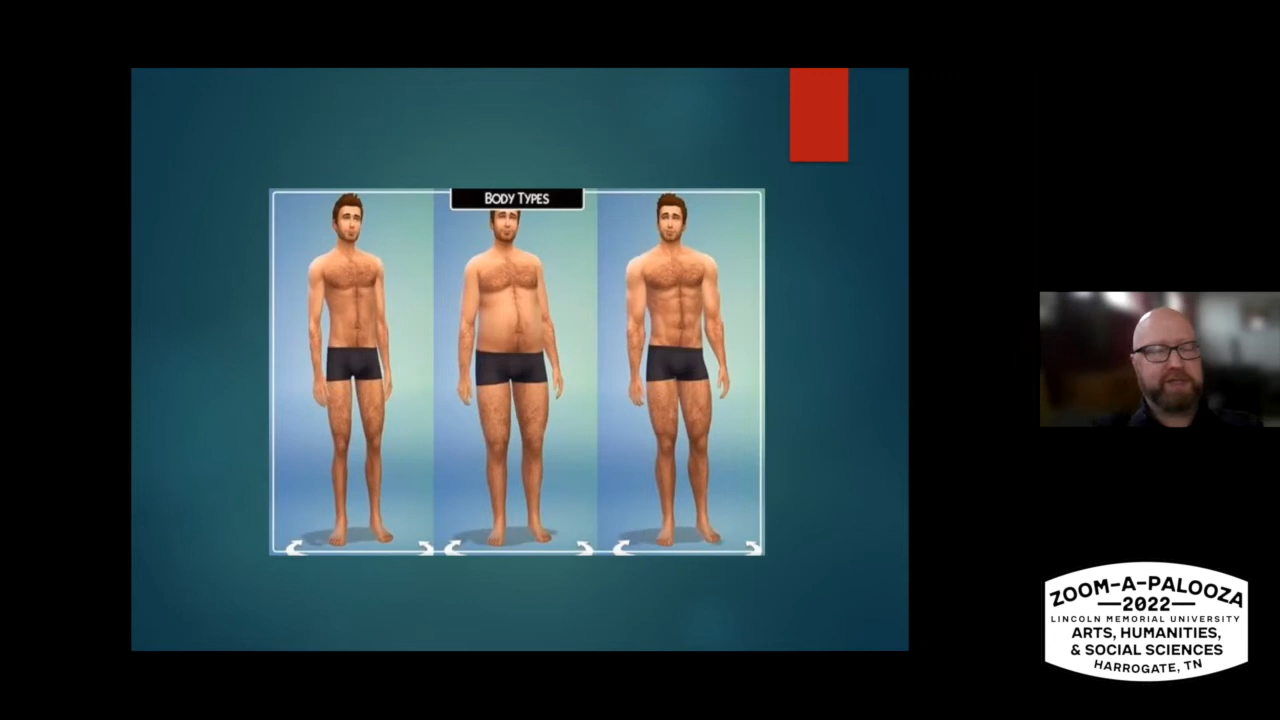 BODY TYPES
ZOOM-A-PALOOZA
—2022—
LINCOLN MEMORIAL UNIVERSITY
ARTS, HUMANITIES,
& SOCIAL SCIENCES
HARROGATE, TN